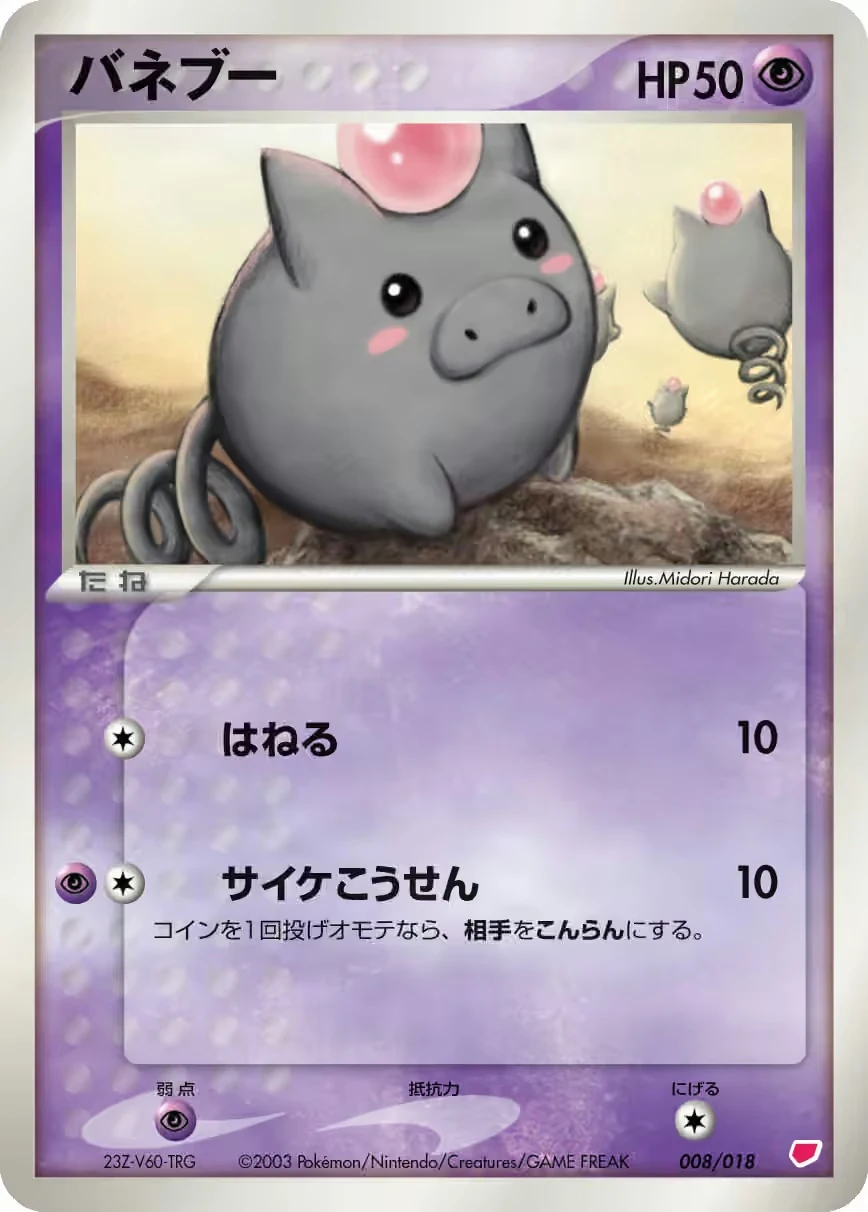 バネブー
HP50
たね
Illus.Midori Harada
はねる 10
サイケこうせん 10
コインを1回投げオモテなら、相手をこんらんにする。
弱点 抵抗力 にげる
23Z-V60-TRG ©2003 Pokémon/Nintendo/Creatures/GAME FREAK 008/018